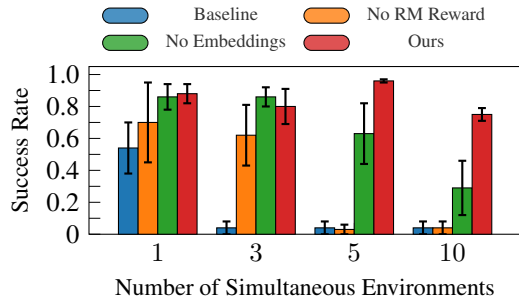 Baseline
No RM Reward
No Embeddings
Ours
Success Rate
1.0
0.8
0.6
0.4
0.2
0
1
3
5
10
Number of Simultaneous Environments